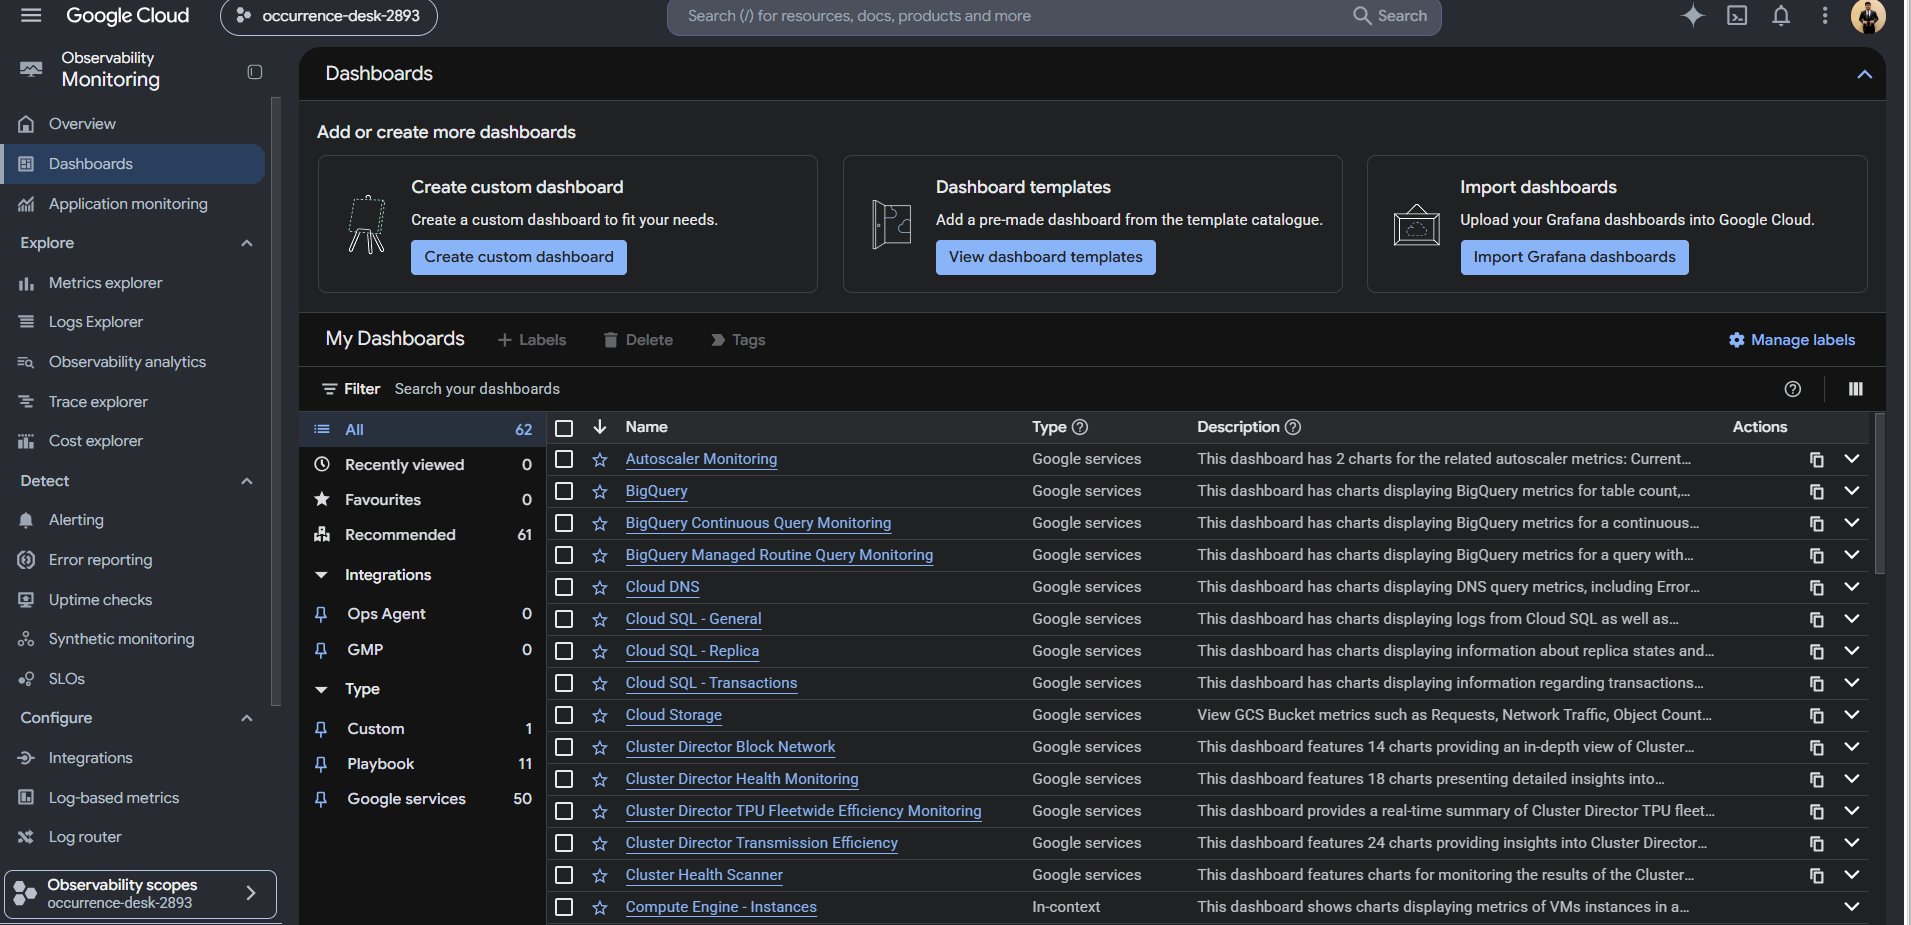 Google Cloud
occurrence-desk-2893
Search (/) for resources, docs, products and more
Search
Observability
Monitoring
Overview
Dashboards
Application monitoring
Explore
Metrics explorer
Logs Explorer
Observability analytics
Trace explorer
Cost explorer
Detect
Alerting
Error reporting
Uptime checks
Synthetic monitoring
SLOs
Configure
Integrations
Log-based metrics
Log router
Observability scopes
occurrence-desk-2893
Dashboards
Add or create more dashboards
Create custom dashboard
Create a custom dashboard to fit your needs.
Create custom dashboard
Dashboard templates
Add a pre-made dashboard from the template catalogue.
View dashboard templates
Import dashboards
Upload your Grafana dashboards into Google Cloud.
Import Grafana dashboards
My Dashboards
Labels
Delete
Tags
Manage labels
Filter
Search your dashboards
All 62
Recently viewed 0
Favourites 0
Recommended 61
Integrations
Ops Agent 0
GMP 0
Type
Custom 1
Playbook 11
Google services 50
Name Type Description Actions
Autoscaler Monitoring Google services This dashboard has 2 charts for the related autoscaler metrics: Current…
BigQuery Google services This dashboard has charts displaying BigQuery metrics for table count,…
BigQuery Continuous Query Monitoring Google services This dashboard has charts displaying BigQuery metrics for a continuous…
BigQuery Managed Routine Query Monitoring Google services This dashboard has charts displaying BigQuery metrics for a query with…
Cloud DNS Google services This dashboard has charts displaying DNS query metrics, including Error…
Cloud SQL - General Google services This dashboard has charts displaying logs from Cloud SQL as well as…
Cloud SQL - Replica Google services This dashboard has charts displaying information about replica states and…
Cloud SQL - Transactions Google services This dashboard has charts displaying information regarding transactions…
Cloud Storage Google services View GCS Bucket metrics such as Requests, Network Traffic, Object Count…
Cluster Director Block Network Google services This dashboard features 14 charts providing an in-depth view of Cluster…
Cluster Director Health Monitoring Google services This dashboard features 18 charts presenting detailed insights into…
Cluster Director TPU Fleetwide Efficiency Monitoring Google services This dashboard provides a real-time summary of Cluster Director TPU fleet…
Cluster Director Transmission Efficiency Google services This dashboard features 24 charts providing insights into Cluster Director…
Cluster Health Scanner Google services This dashboard features charts for monitoring the results of the Cluster…
Compute Engine - Instances In-context This dashboard shows charts displaying metrics of VMs instances in a…